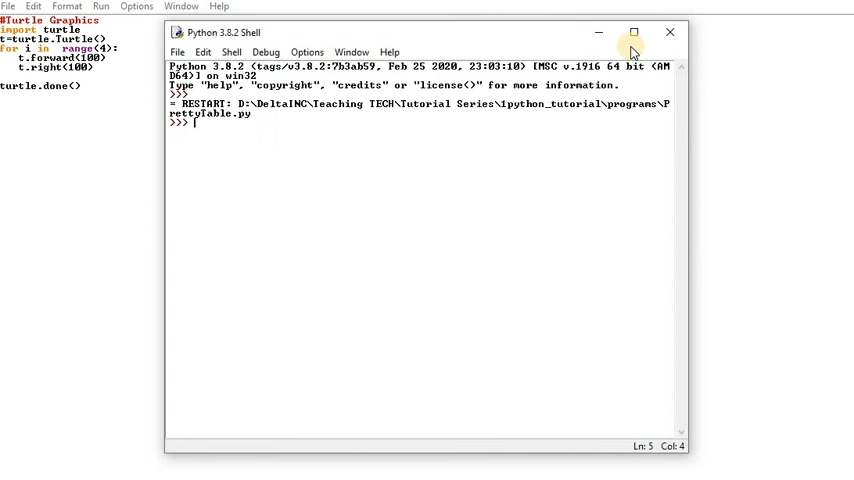 File Edit Format Run Options Window Help
#Turtle Graphics
import turtle
t=turtle.Turtle()
for i in range(4):
t.forward(100)
t.right(100)
turtle.done()
Python 3.8.2 Shell
File Edit Shell Debug Options Window Help
Python 3.8.2 (tags/v3.8.2:7b3ab59, Feb 25 2020, 23:03:10) [MSC v.1916 64 bit (AM
D64)] on win32
Type "help", "copyright", "credits" or "license()" for more information.
>>>
= RESTART: D:\DeltaINC\Teaching TECH\Tutorial Series\1python_tutorial\programs\P
rettyTable.py
>>>
Ln: 5 Col: 4